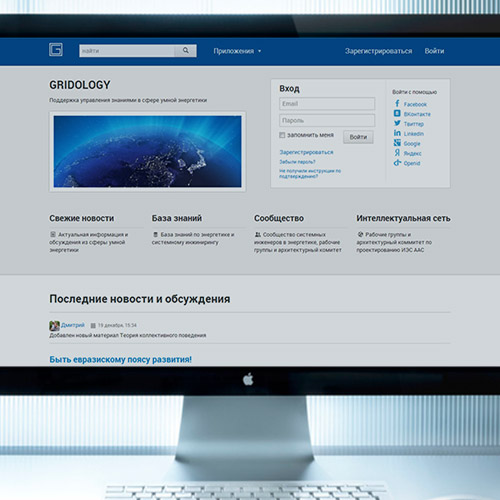 G
найти
Приложения
Зарегистрироваться
Войти
GRIDOLOGY
Поддержка управления знаниями в сфере умной энергетики
Вход
Email
Пароль
запомнить меня
Войти
Зарегистрироваться
Забыли пароль?
Не получили инструкции по
подтверждению?
Войти с помощью
Facebook
ВКонтакте
Твиттер
LinkedIn
Google
Яндекс
Openid
Свежие новости
Актуальная информация и
обсуждения из сферы умной
энергетики
База знаний
База знаний по энергетике и
системному инжинирингу
Сообщество
Сообщество системных
инженеров в энергетике, рабочие
группы и архитектурный комитет
Интеллектуальная сеть
Рабочие группы и
архитектурный коммитет по
проектированию ИЭС ААС
Последние новости и обсуждения
Дмитрий 19 декабря, 15:34
Добавлен новый материал Теория коллективного поведения
Быть евразискому поясу развития!